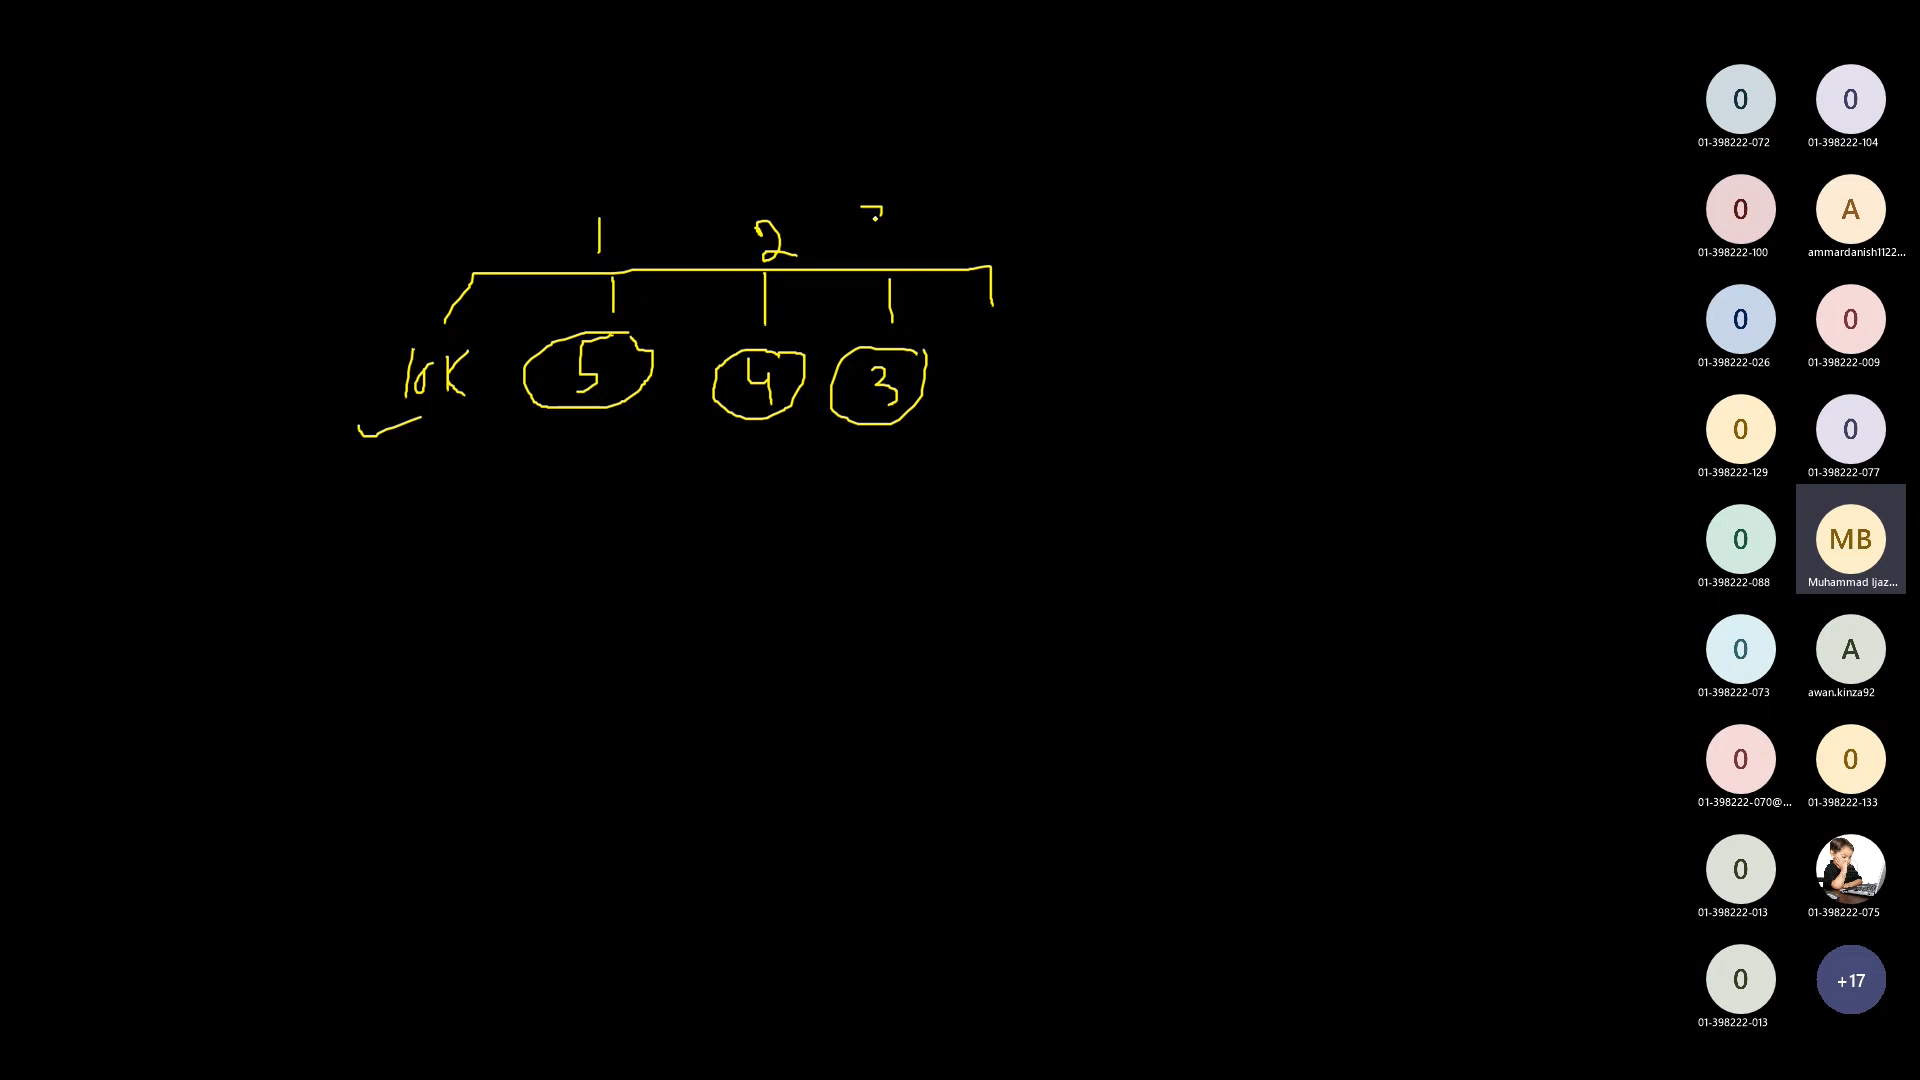 1 2
10K 5 4 3
0 0
01-398222-072 01-398222-104
0 A
01-398222-100 ammardanish1122...
0 0
01-398222-026 01-398222-009
0 0
01-398222-129 01-398222-077
0 MB
01-398222-088 Muhammad Ijaz...
0 A
01-398222-073 awan.kinza92
0 0
01-398222-070@... 01-398222-133
0
01-398222-013 01-398222-075
0 +17
01-398222-013